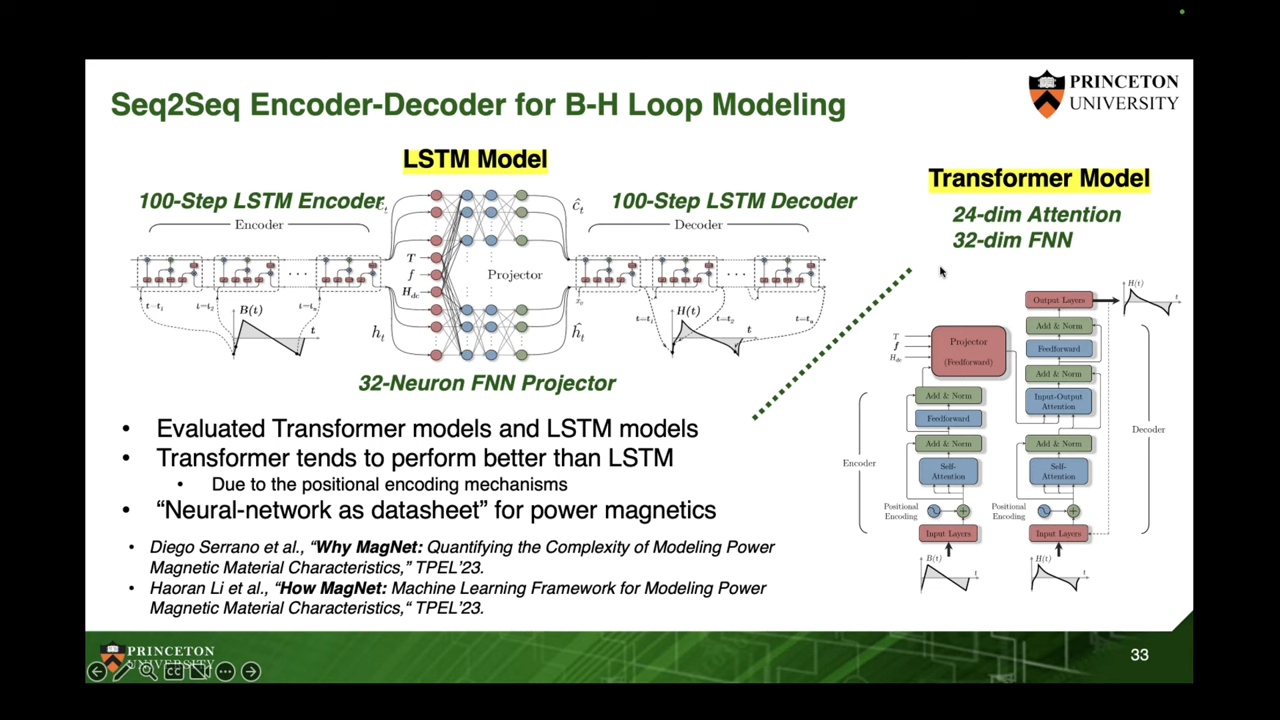 Seq2Seq Encoder-Decoder for B-H Loop Modeling
PRINCETON
UNIVERSITY
LSTM Model
100-Step LSTM Encoder
Encoder
B(t)
t
h_t
T
f
H_dc
Projector
ĉ_t
ĥ_t
32-Neuron FNN Projector
100-Step LSTM Decoder
Decoder
H(t)
t
Transformer Model
24-dim Attention
32-dim FNN
Output Layers
H(t)
t
Add & Norm
Feedforward
Add & Norm
Input-Output
Attention
Add & Norm
Self-
Attention
Positional
Encoding
Input Layers
H(t)
t
Decoder
T
f
H_dc
Projector
(Feedforward)
Add & Norm
Feedforward
Add & Norm
Self-
Attention
Positional
Encoding
Input Layers
B(t)
t
Encoder
• Evaluated Transformer models and LSTM models
• Transformer tends to perform better than LSTM
• Due to the positional encoding mechanisms
• “Neural-network as datasheet” for power magnetics
• Diego Serrano et al., “Why MagNet: Quantifying the Complexity of Modeling Power
Magnetic Material Characteristics,” TPEL’23.
• Haoran Li et al., “How MagNet: Machine Learning Framework for Modeling Power
Magnetic Material Characteristics,“ TPEL’23.
PRINCETON
UNIVERSITY
33